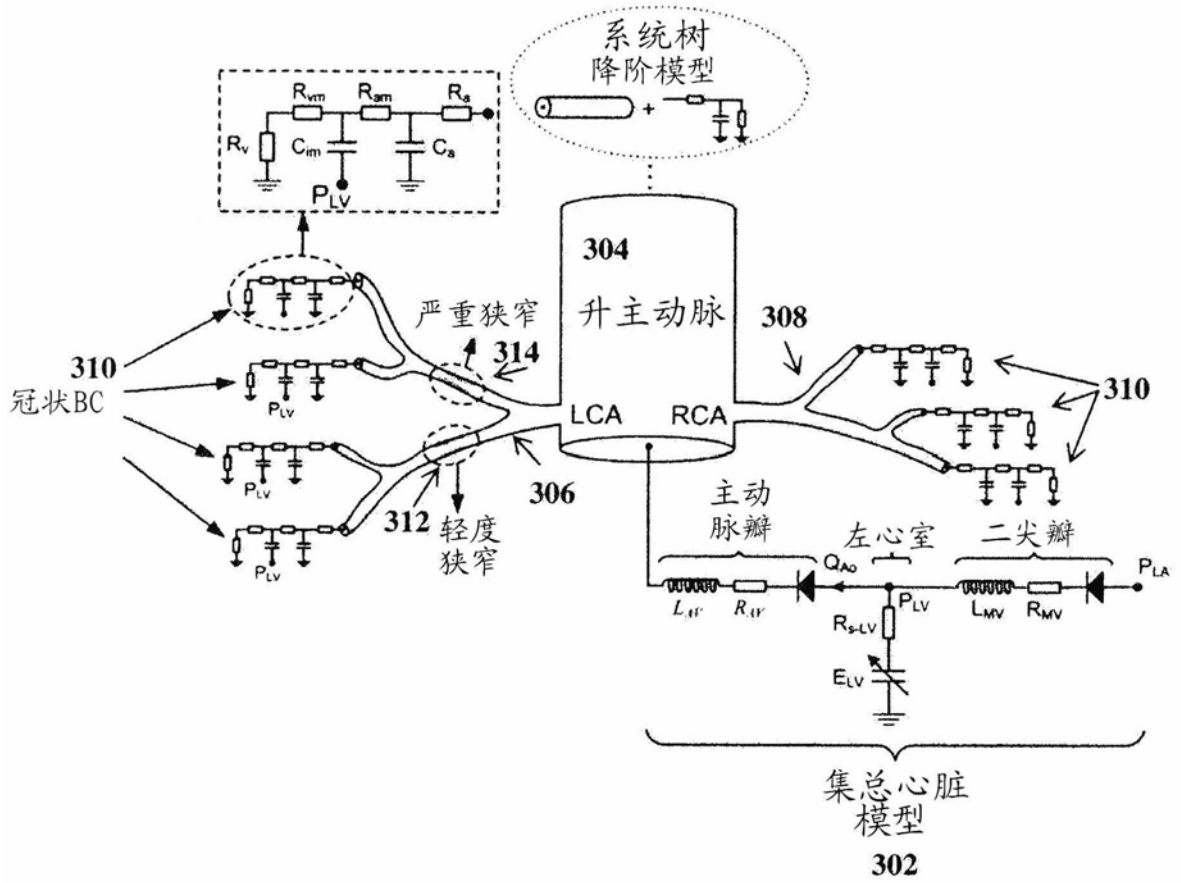 系统树
降阶模型
+
Rvm
Ram
Ra
Rv
Cim
Ca
PLV
304
升主动脉
严重狭窄
314
308
310
冠状BC
PLV
LCA
RCA
310
PLV
312
306
轻度
狭窄
PLV
主动
脉瓣
左心室
二尖瓣
QAo
PLV
PLA
LAV
RAV
LMV
RMV
Rs-LV
ELV
集总心脏
模型
302